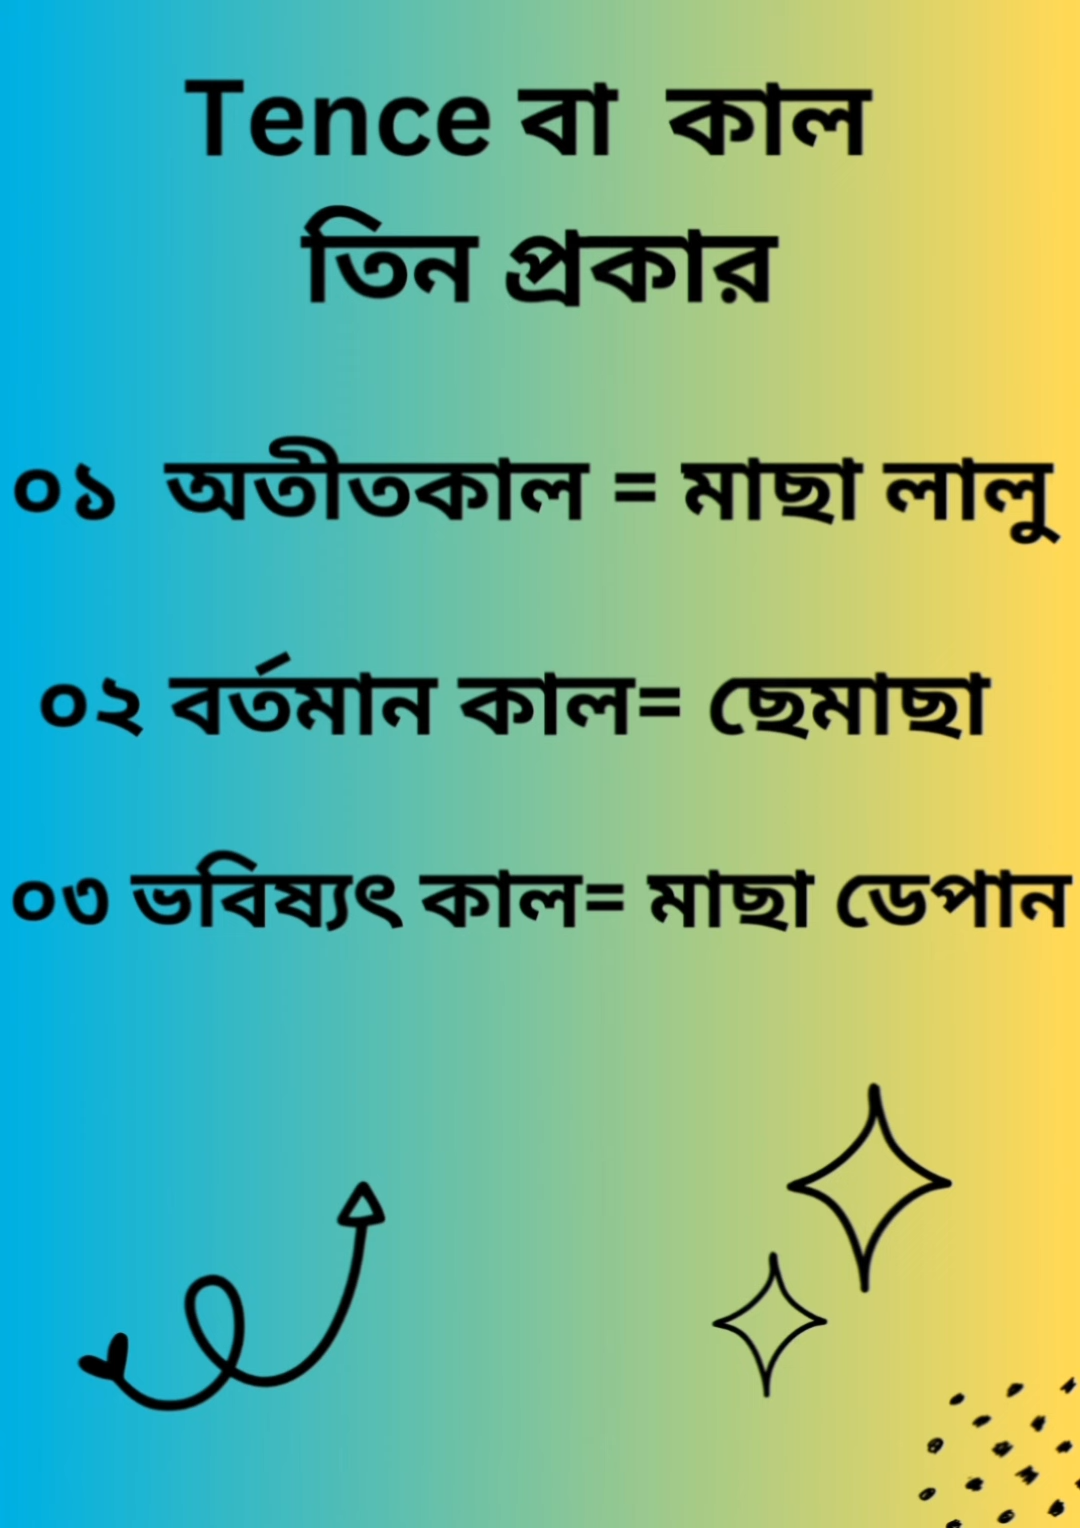 Tence বা কাল
তিন প্রকার
০১ অতীতকাল = মাছা লালু
০২ বর্তমান কাল= ছেমাছা
০৩ ভবিষ্যৎ কাল= মাছা ডেপান